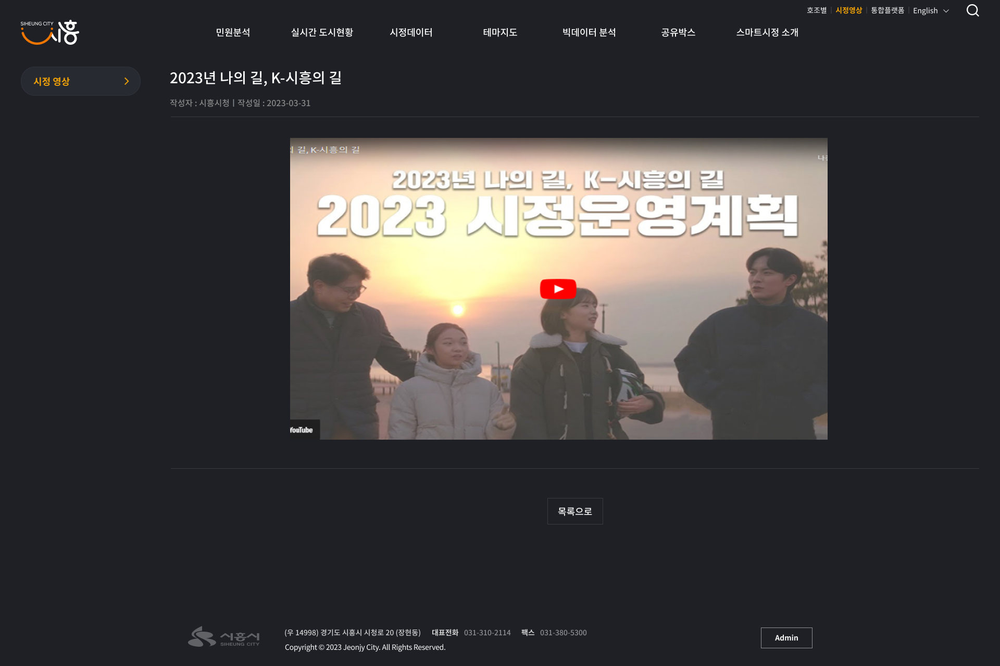 호조별 시정영상 통합플랫폼 English
SIHEUNG CITY
시흥
민원분석 실시간 도시현황 시정데이터 테마지도 빅데이터 분석 공유박스 스마트시정 소개
시정 영상
2023년 나의 길, K-시흥의 길
작성자 : 시흥시청 | 작성일 : 2023-03-31
길, K-시흥의 길
2023년 나의 길, K-시흥의 길
2023 시정운영계획
YouTube
목록으로
시흥시
SIHEUNG CITY
(우 14998) 경기도 시흥시 시청로 20 (장현동) 대표전화 031-310-2114 팩스 031-380-5300
Copyright © 2023 Jeonjy City. All Rights Reserved.
Admin